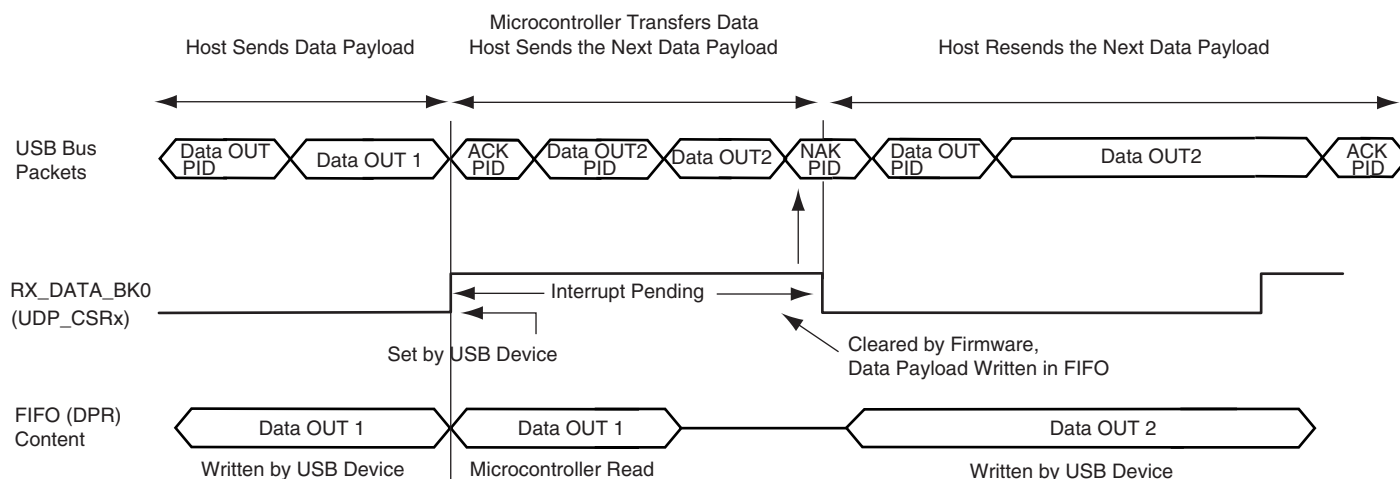 Host Sends Data Payload
Microcontroller Transfers Data
Host Sends the Next Data Payload
Host Resends the Next Data Payload
USB Bus
Packets
Data OUT
PID
Data OUT 1
ACK
PID
Data OUT2
PID
Data OUT2
NAK
PID
Data OUT
PID
Data OUT2
ACK
PID
RX_DATA_BK0
(UDP_CSRx)
Interrupt Pending
Set by USB Device
Cleared by Firmware,
Data Payload Written in FIFO
FIFO (DPR)
Content
Data OUT 1
Data OUT 1
Data OUT 2
Written by USB Device
Microcontroller Read
Written by USB Device